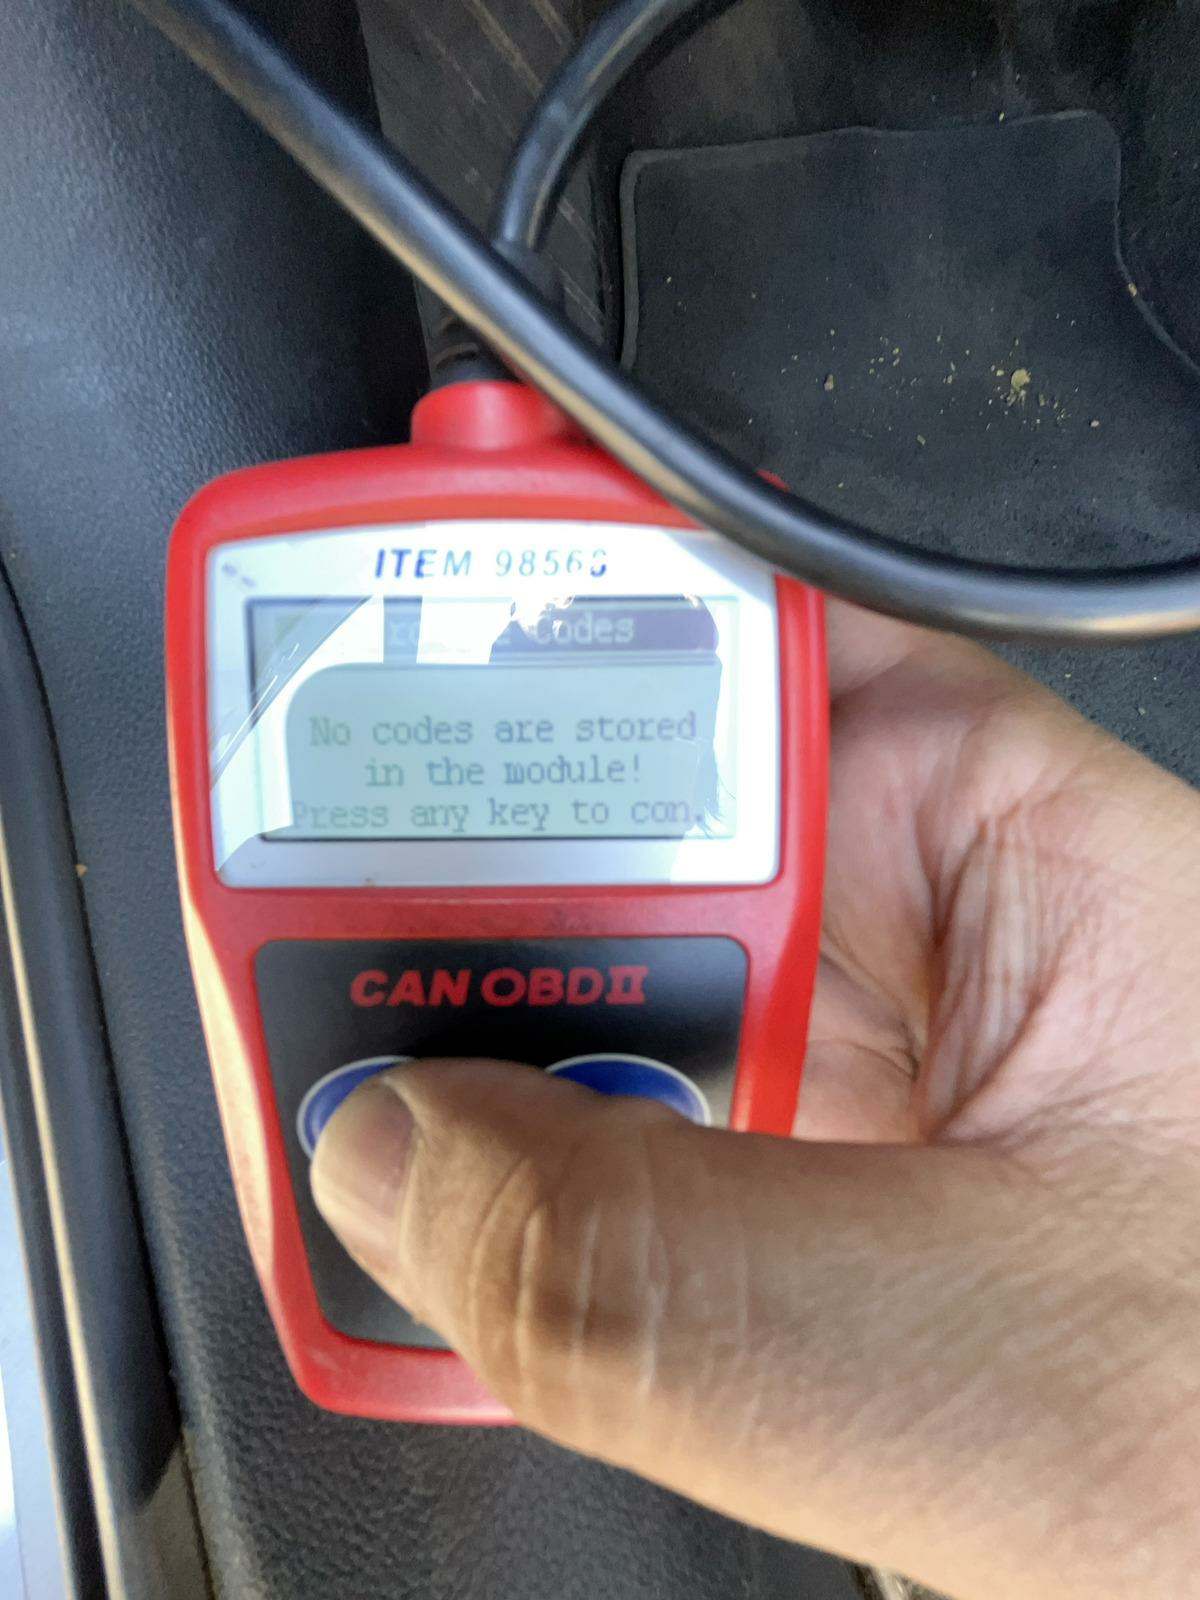 ITEM 98568
Codes
No codes are stored
in the module!
Press any key to con.
CAN OBDII